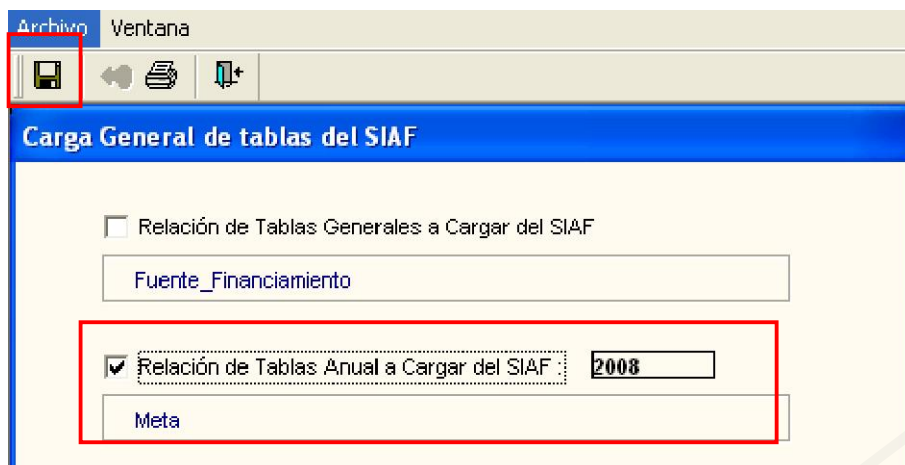 Archivo Ventana
Carga General de tablas del SIAF
Relación de Tablas Generales a Cargar del SIAF
Fuente_Financiamiento
Relación de Tablas Anual a Cargar del SIAF : 2008
Meta